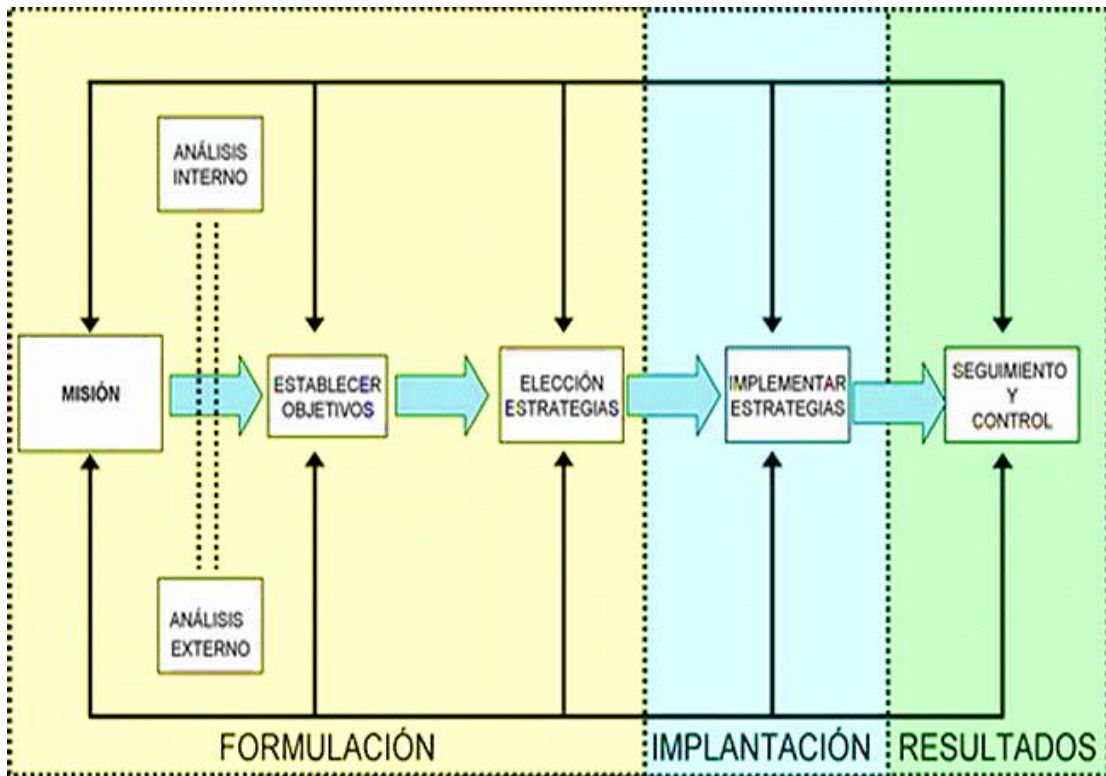 ANÁLISIS
INTERNO
MISIÓN
ESTABLECER
OBJETIVOS
ELECCIÓN
ESTRATEGIAS
IMPLEMENTAR
ESTRATEGIAS
SEGUIMIENTO
Y
CONTROL
ANÁLISIS
EXTERNO
FORMULACIÓN
IMPLANTACIÓN
RESULTADOS